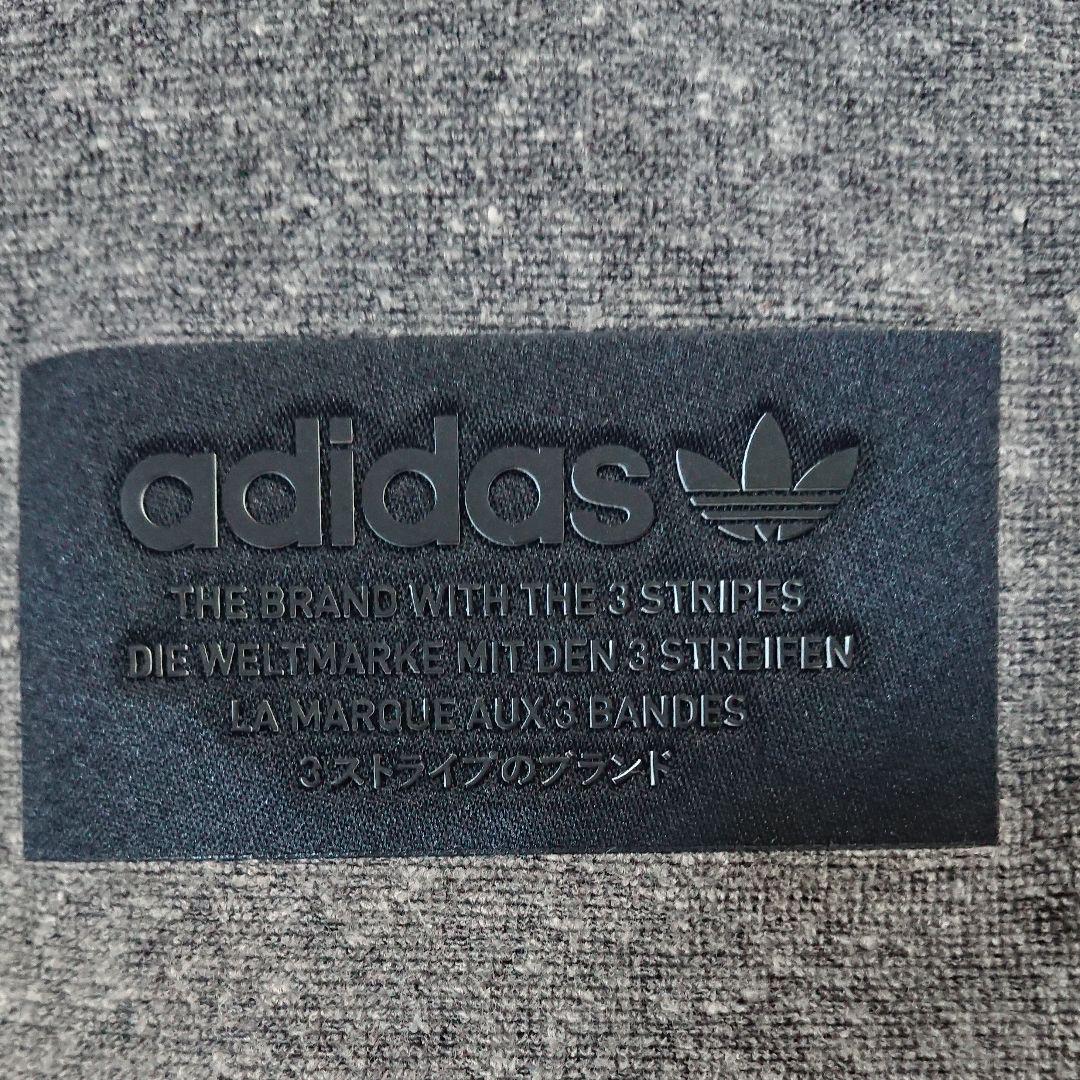 adidas
THE BRAND WITH THE 3 STRIPES
DIE WELTMARKE MIT DEN 3 STREIFEN
LA MARQUE AUX 3 BANDES
3ストライプのブランド